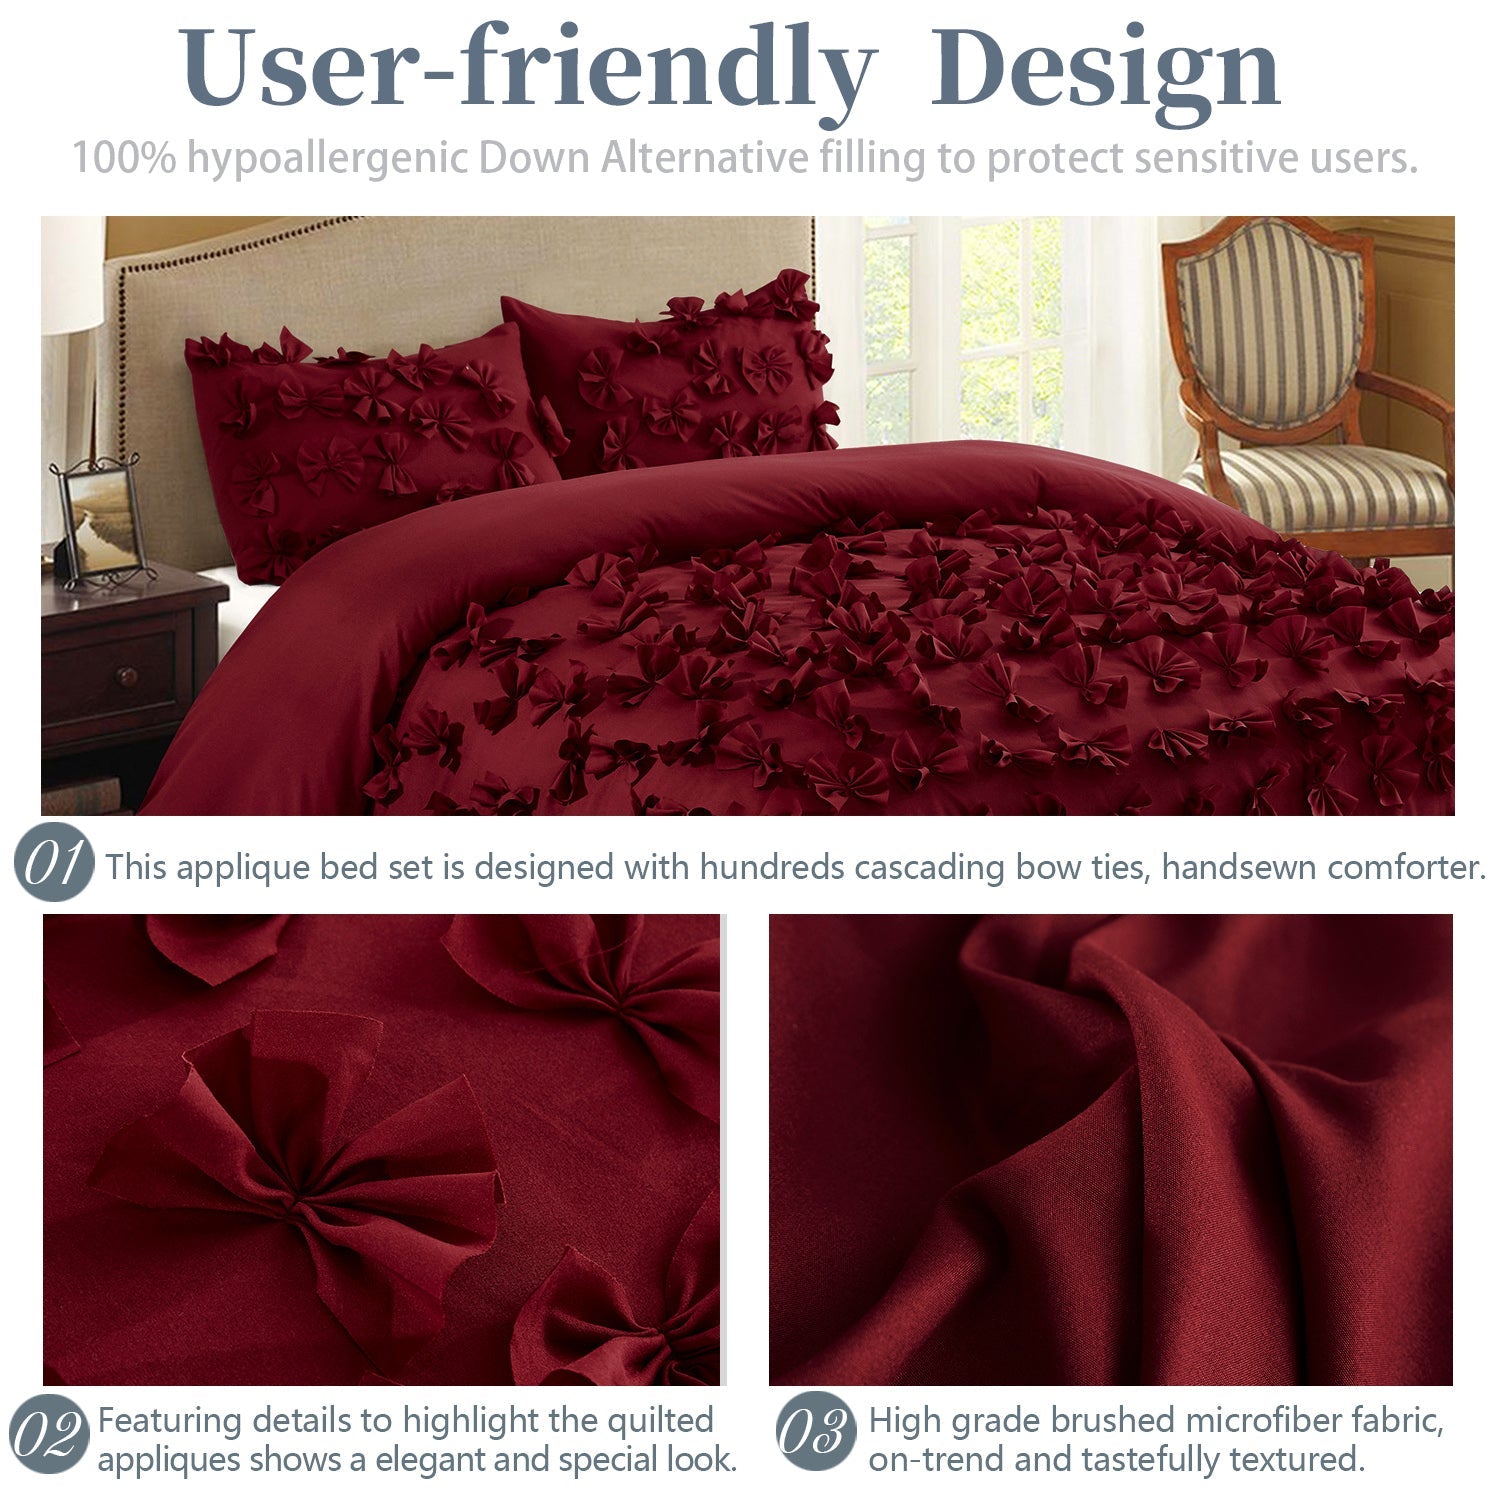 User-friendly Design
100% hypoallergenic Down Alternative filling to protect sensitive users.
01 This applique bed set is designed with hundreds cascading bow ties, handsewn comforter.
02 Featuring details to highlight the quilted
appliques shows a elegant and special look.
03 High grade brushed microfiber fabric,
on-trend and tastefully textured.